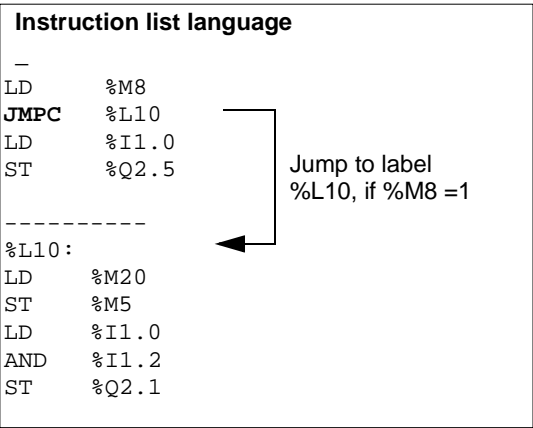 Instruction list language
_
LD %M8
JMPC %L10
LD %I1.0
ST %Q2.5
Jump to label
%L10, if %M8 =1
----------
%L10:
LD %M20
ST %M5
LD %I1.0
AND %I1.2
ST %Q2.1